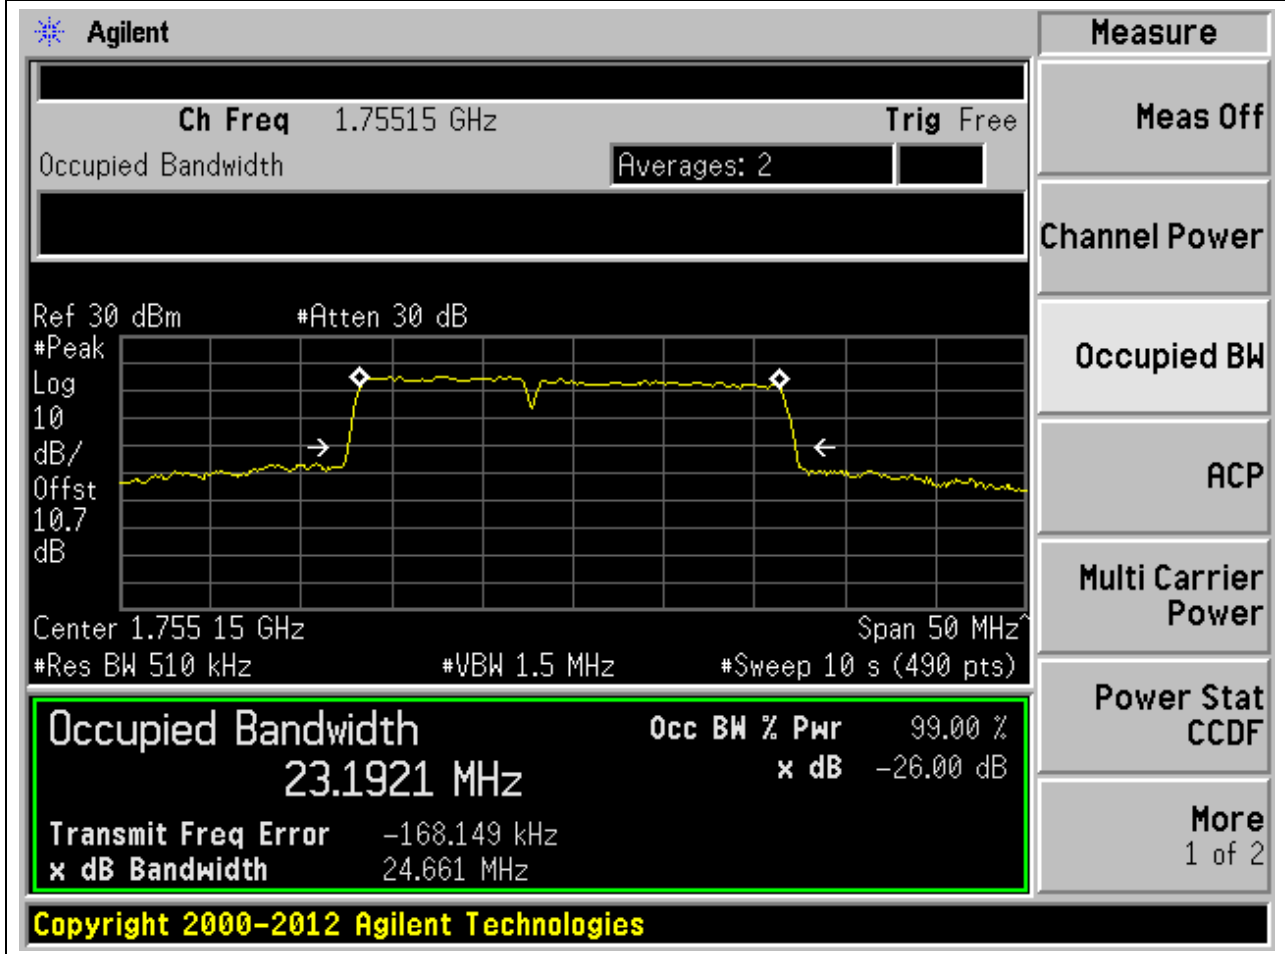 Agilent
Measure
Ch Freq 1.75515 GHz Trig Free
Occupied Bandwidth Averages: 2
Meas Off
Channel Power
Occupied BW
ACP
Multi Carrier
Power
Power Stat
CCDF
More
1 of 2
Ref 30 dBm #Atten 30 dB
#Peak
Log
10
dB/
Offst
10.7
dB
Center 1.755 15 GHz Span 50 MHz^
#Res BW 510 kHz #VBW 1.5 MHz #Sweep 10 s (490 pts)
Occupied Bandwidth Occ BW % Pwr 99.00 %
23.1921 MHz x dB -26.00 dB
Transmit Freq Error -168.149 kHz
x dB Bandwidth 24.661 MHz
Copyright 2000-2012 Agilent Technologies